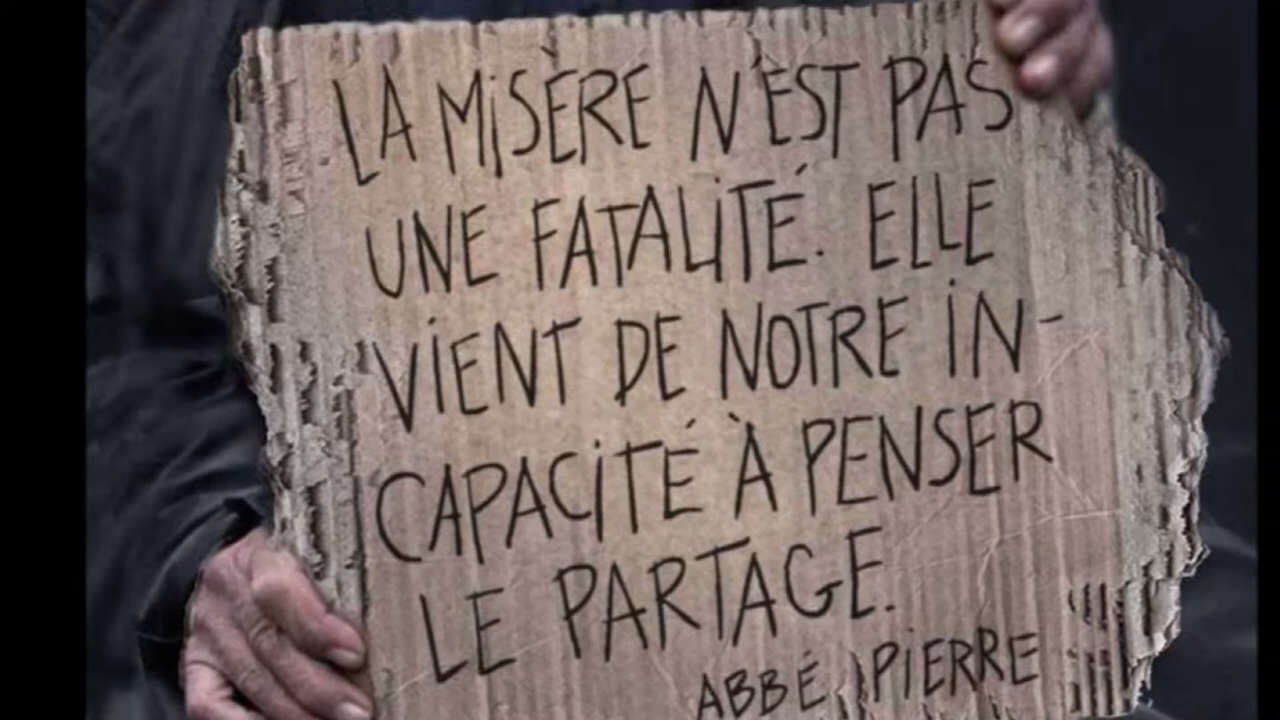 LA MISÈRE N'EST PAS
UNE FATALITÉ. ELLE
VIENT DE NOTRE IN-
CAPACITÉ À PENSER
LE PARTAGE.
ABBÉ PIERRE